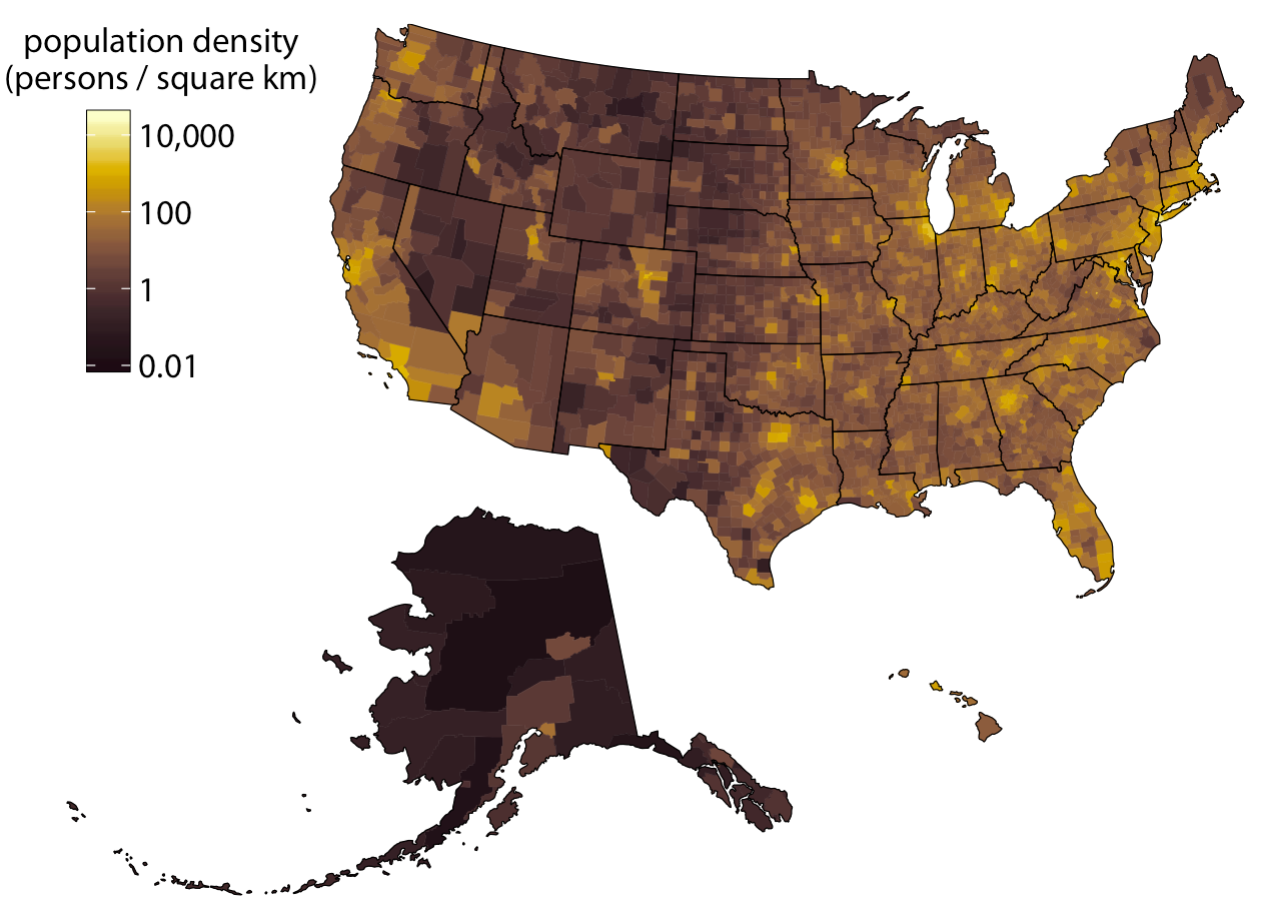 population density
(persons / square km)
10,000
100
1
0.01